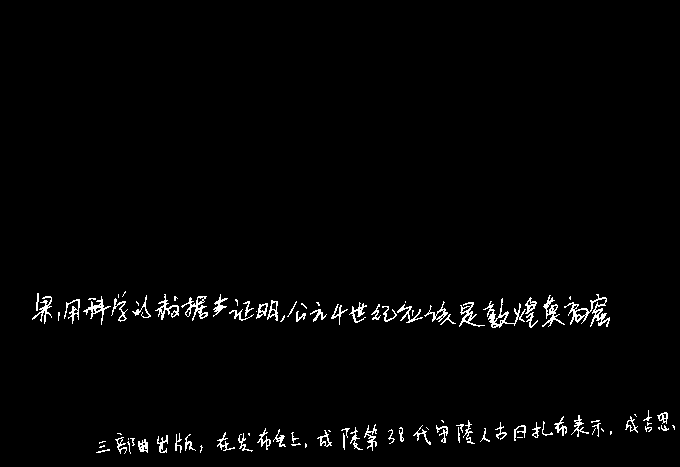 果,用科学的数据去证明,公元4世纪应该是敦煌莫高窟
三部曲出版,在发布会上,成陵第38代守陵人古日扎布表示,成吉思